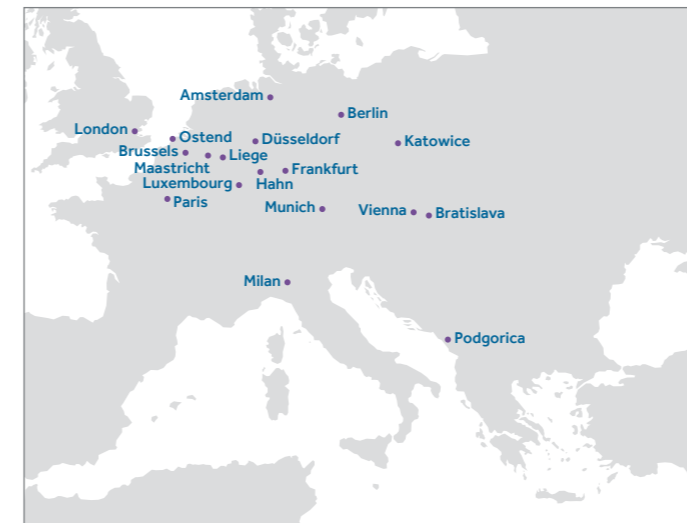 Amsterdam
Berlin
London
Ostend
Düsseldorf
Katowice
Brussels
Liege
Maastricht
Frankfurt
Luxembourg
Hahn
Paris
Munich
Vienna
Bratislava
Milan
Podgorica